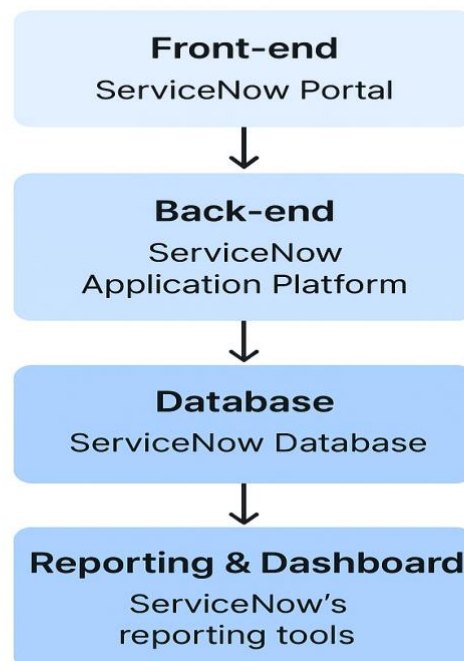 Front-end
ServiceNow Portal
Back-end
ServiceNow
Application Platform
Database
ServiceNow Database
Reporting & Dashboard
ServiceNow's
reporting tools